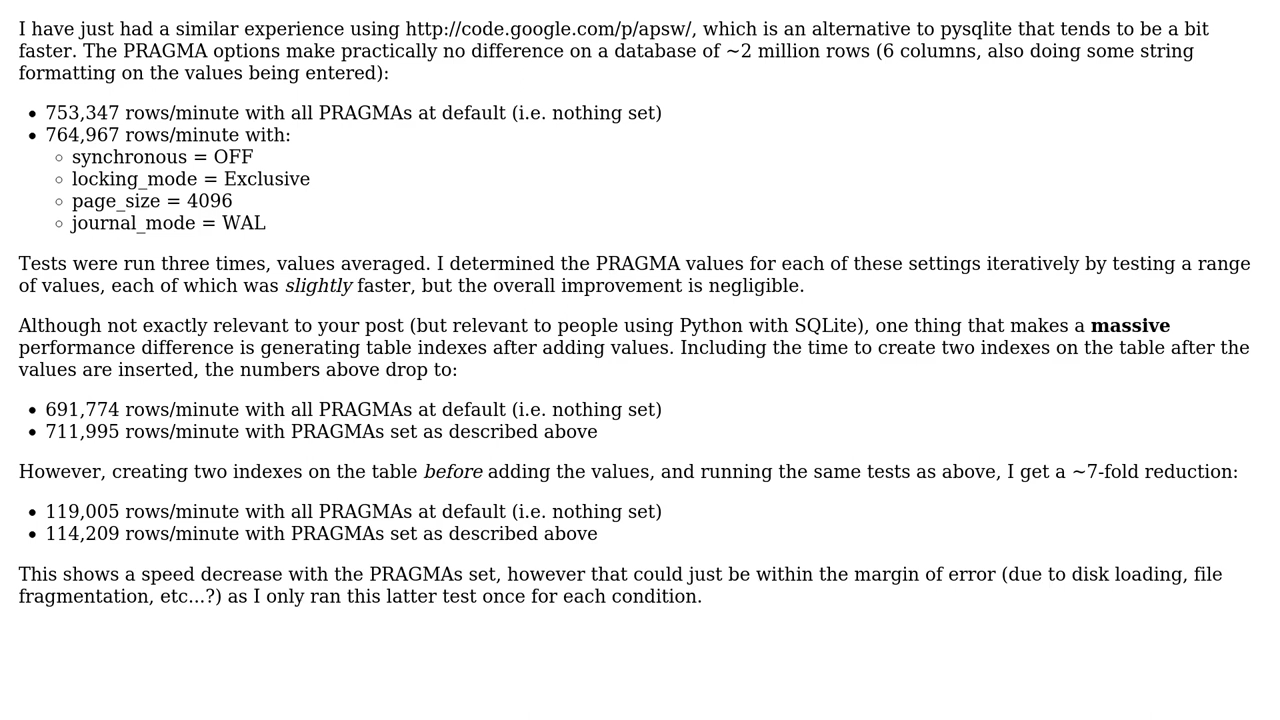 I have just had a similar experience using http://code.google.com/p/apsw/, which is an alternative to pysqlite that tends to be a bit
faster. The PRAGMA options make practically no difference on a database of ~2 million rows (6 columns, also doing some string
formatting on the values being entered):
• 753,347 rows/minute with all PRAGMAs at default (i.e. nothing set)
• 764,967 rows/minute with:
◦ synchronous = OFF
◦ locking_mode = Exclusive
◦ page_size = 4096
◦ journal_mode = WAL
Tests were run three times, values averaged. I determined the PRAGMA values for each of these settings iteratively by testing a range
of values, each of which was slightly faster, but the overall improvement is negligible.
Although not exactly relevant to your post (but relevant to people using Python with SQLite), one thing that makes a massive
performance difference is generating table indexes after adding values. Including the time to create two indexes on the table after the
values are inserted, the numbers above drop to:
• 691,774 rows/minute with all PRAGMAs at default (i.e. nothing set)
• 711,995 rows/minute with PRAGMAs set as described above
However, creating two indexes on the table before adding the values, and running the same tests as above, I get a ~7-fold reduction:
• 119,005 rows/minute with all PRAGMAs at default (i.e. nothing set)
• 114,209 rows/minute with PRAGMAs set as described above
This shows a speed decrease with the PRAGMAs set, however that could just be within the margin of error (due to disk loading, file
fragmentation, etc...?) as I only ran this latter test once for each condition.